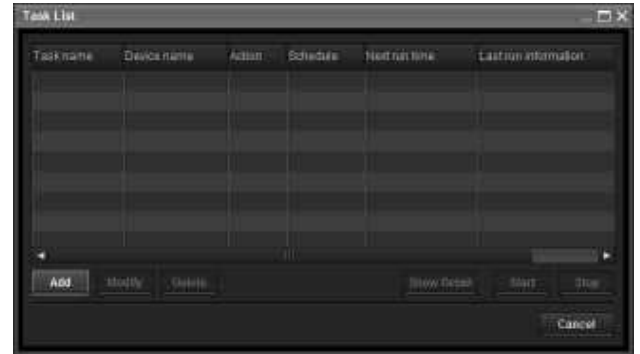 Task List
Task name Device name Action Schedule Next run time Last run information
Add Modify Delete Show Detail Start Stop
Cancel